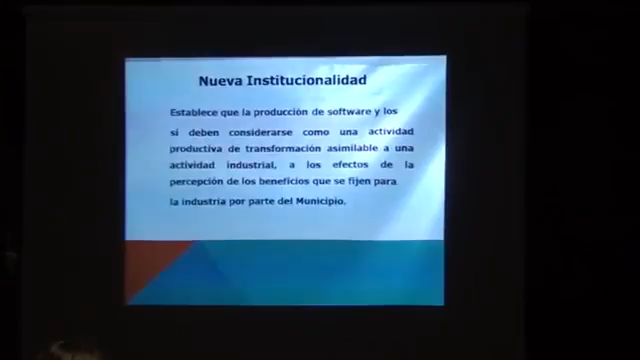 Nueva Institucionalidad
Establece que la producción de software y los
si deben considerarse como una actividad
productiva de transformación asimilable a una
actividad industrial, a los efectos de la
percepción de los beneficios que se fijen para
la industria por parte del Municipio.